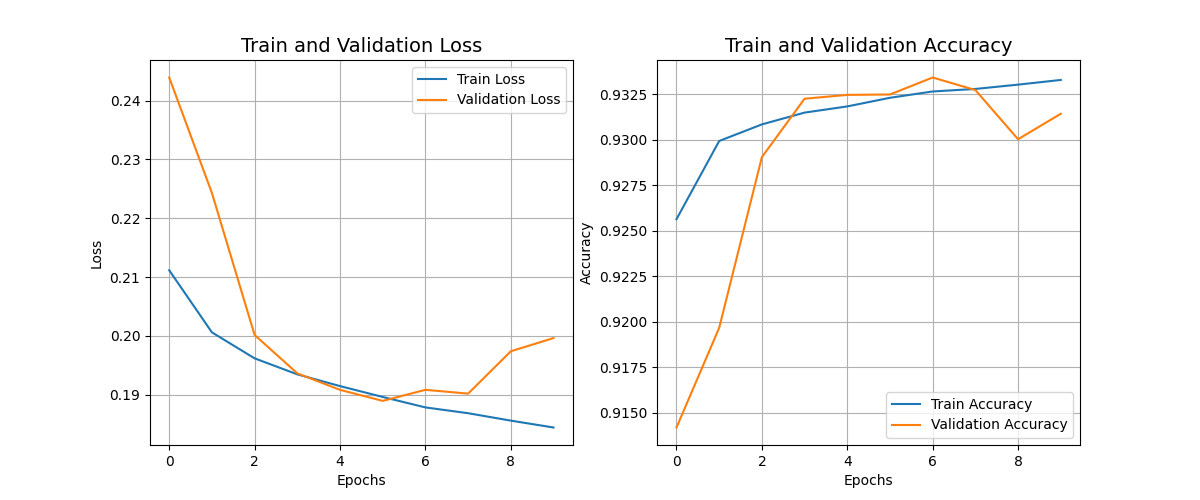 Train and Validation Loss
Train Loss
Validation Loss
0.24
0.23
0.22
0.21
0.20
0.19
Loss
0 2 4 6 8
Epochs
Train and Validation Accuracy
0.9325
0.9300
0.9275
0.9250
0.9225
0.9200
0.9175
0.9150
Accuracy
Train Accuracy
Validation Accuracy
0 2 4 6 8
Epochs